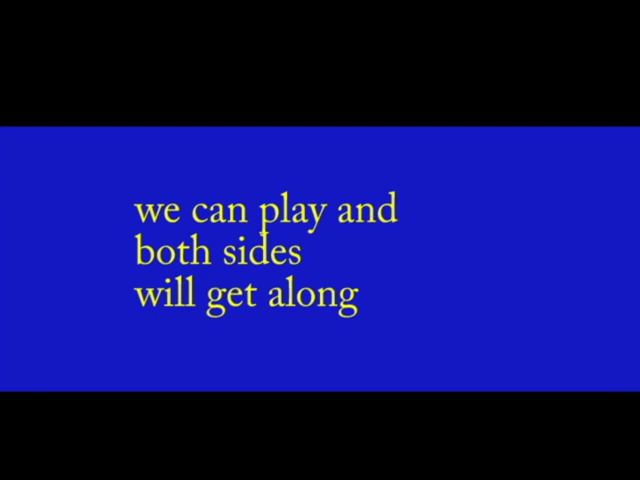 we can play and
both sides
will get along